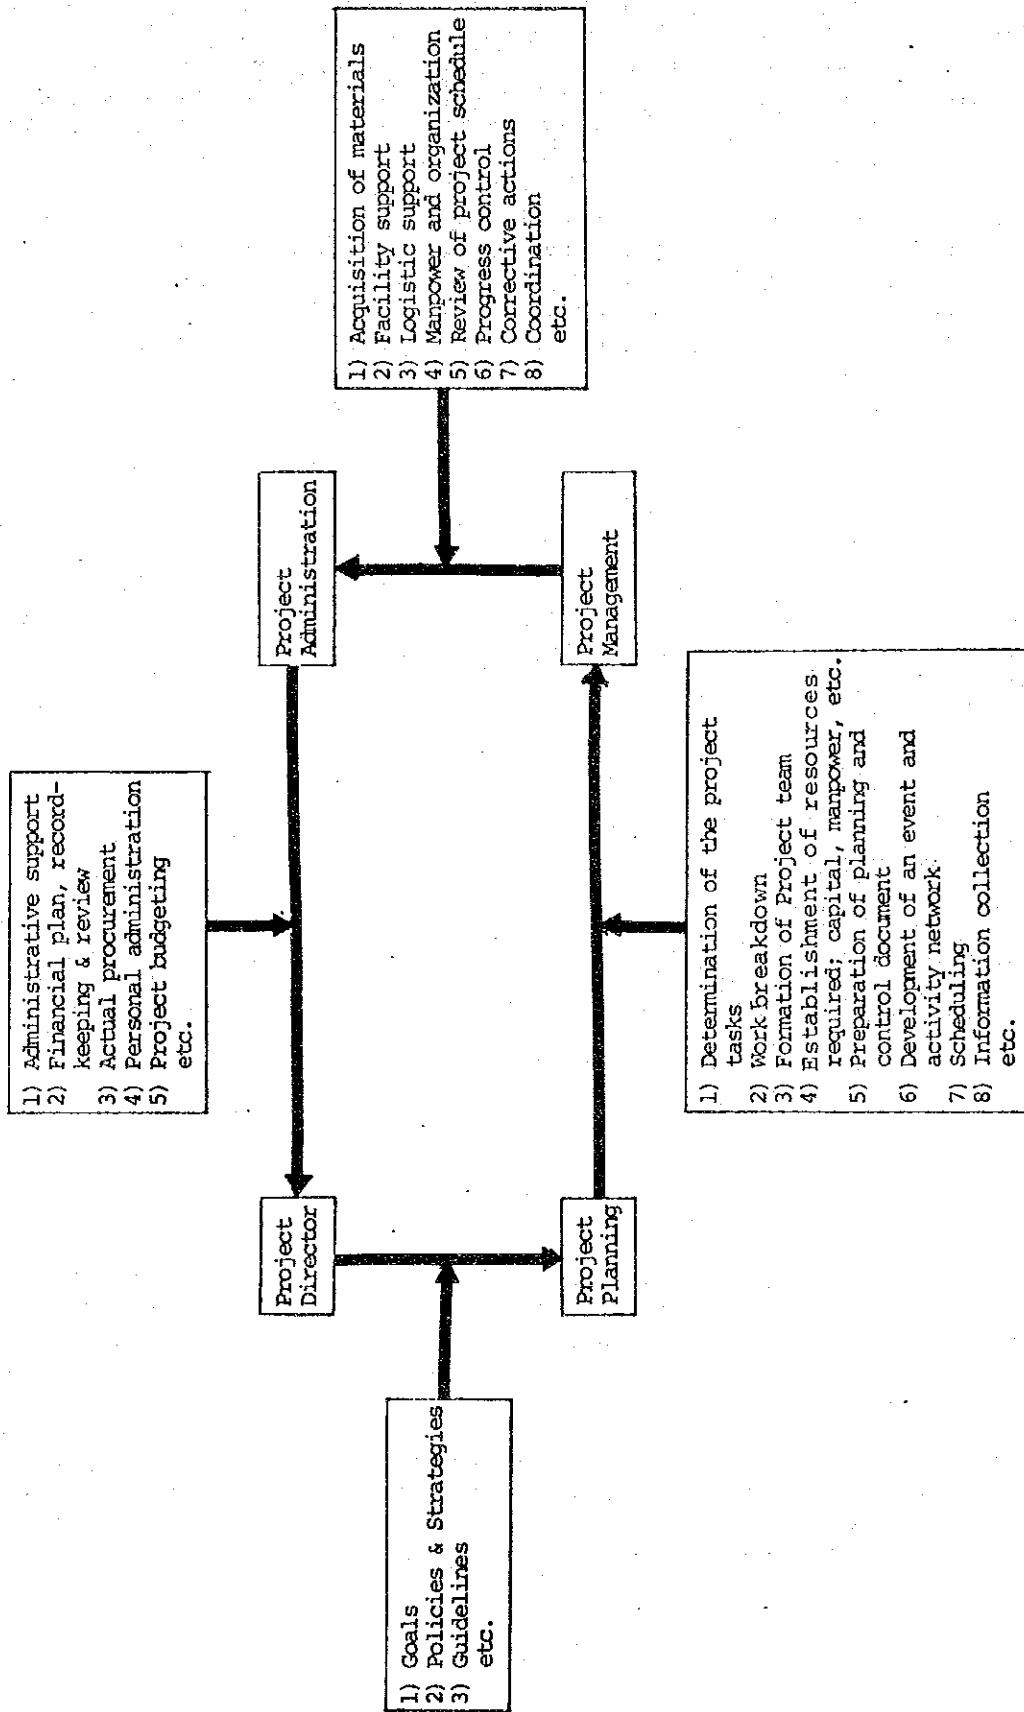 1) Administrative support
2) Financial plan, record-
keeping & review
3) Actual procurement
4) Personal administration
5) Project budgeting
etc.
Project
Director
Project
Administration
1) Goals
2) Policies & Strategies
3) Guidelines
etc.
1) Acquisition of materials
2) Facility support
3) Logistic support
4) Manpower and organization
5) Review of project schedule
6) Progress control
7) Corrective actions
8) Coordination
etc.
Project
Planning
Project
Management
1) Determination of the project
tasks
2) Work breakdown
3) Formation of Project team
4) Establishment of resources
required; capital, manpower, etc.
5) Preparation of planning and
control document
6) Development of an event and
activity network
7) Scheduling
8) Information collection
etc.